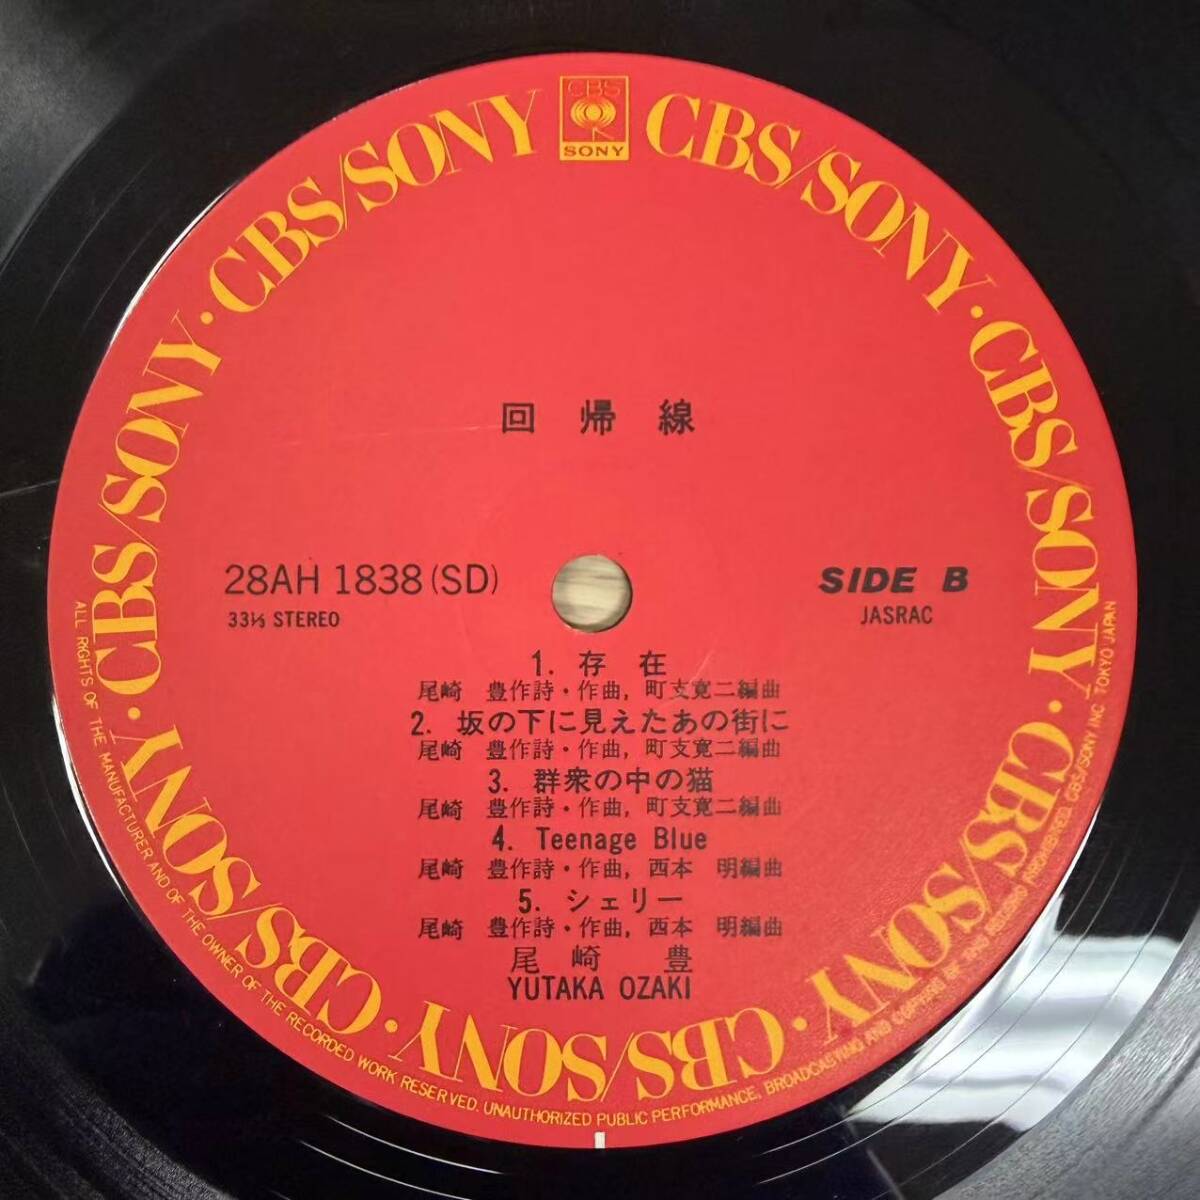 CBS
SONY
CBS/SONY · CBS/SONY · CBS/SONY · CBS/SONY · CBS/SONY · CBS/SONY · CBS/SONY · CBS/SONY
回帰線
28AH 1838 (SD)
33⅓ STEREO
SIDE B
JASRAC
1. 存在
尾崎 豊作詩・作曲, 町支寛二編曲
2. 坂の下に見えたあの街に
尾崎 豊作詩・作曲, 町支寛二編曲
3. 群衆の中の猫
尾崎 豊作詩・作曲, 町支寛二編曲
4. Teenage Blue
尾崎 豊作詩・作曲, 西本 明編曲
5. シェリー
尾崎 豊作詩・作曲, 西本 明編曲
尾崎豊
YUTAKA OZAKI
ALL RIGHTS OF THE MANUFACTURER AND OF THE OWNER OF THE RECORDED WORK RESERVED. UNAUTHORIZED PUBLIC PERFORMANCE, BROADCASTING AND COPYING OF THIS RECORD PROHIBITED. CBS/SONY INC. TOKYO JAPAN